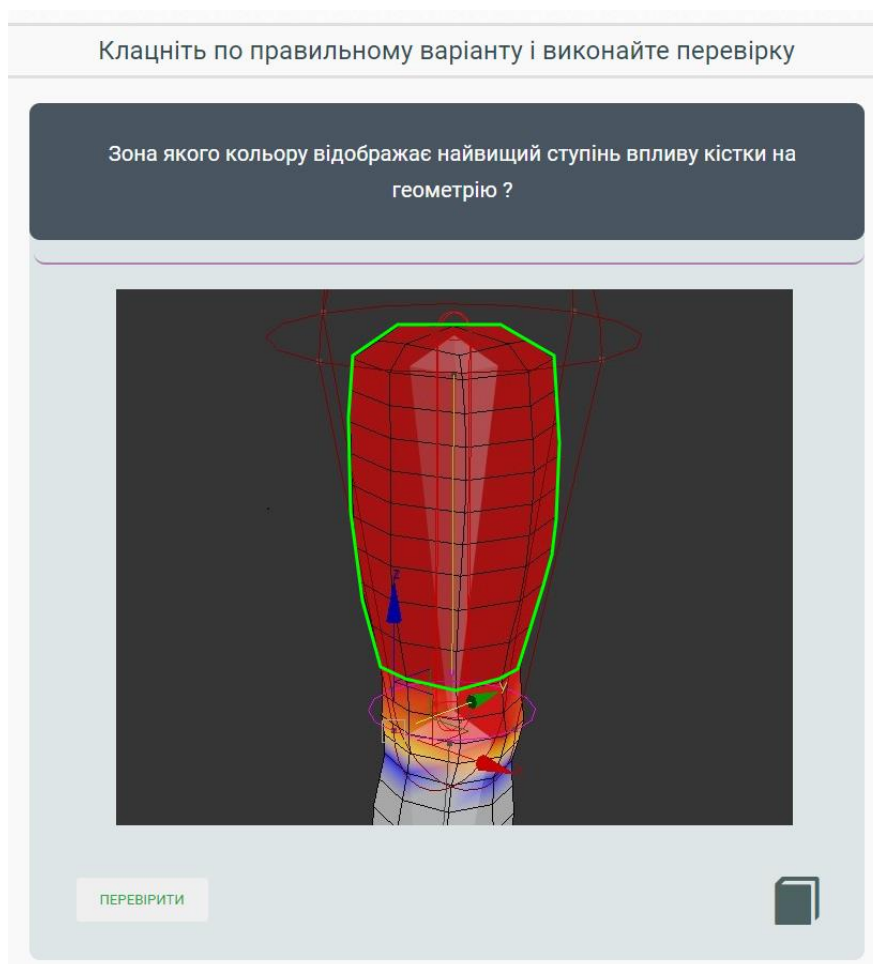 Клацніть по правильному варіанту і виконайте перевірку
Зона якого кольору відображає найвищий ступінь впливу кістки на
геометрію ?
z
y
x
ПЕРЕВІРИТИ